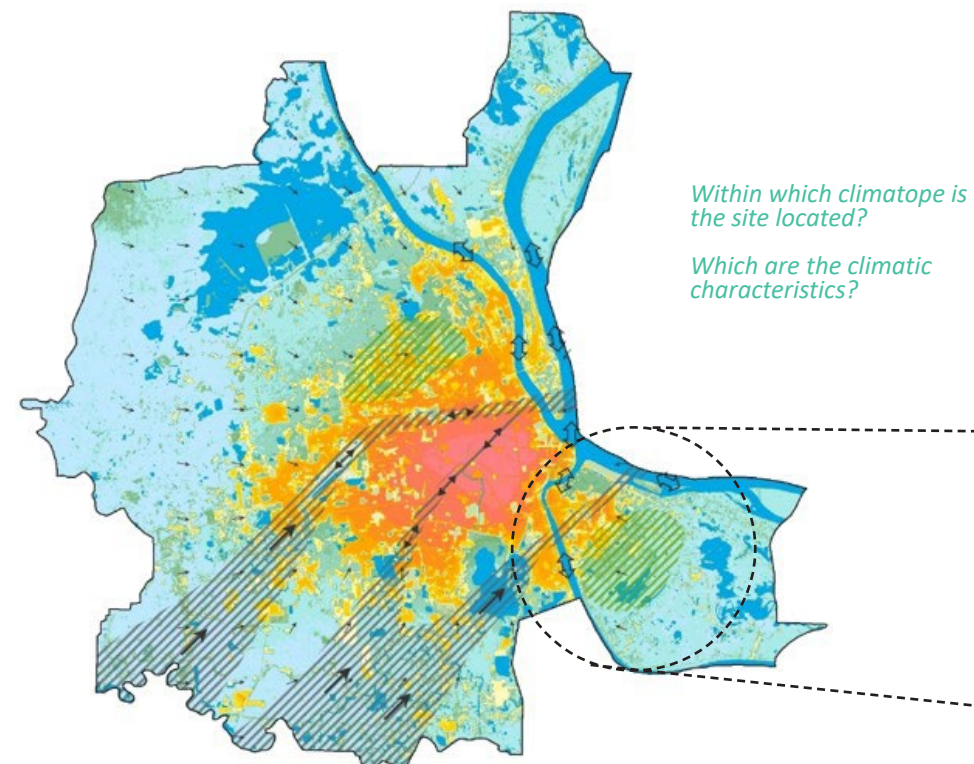 Within which climatope is
the site located?
Which are the climatic
characteristics?